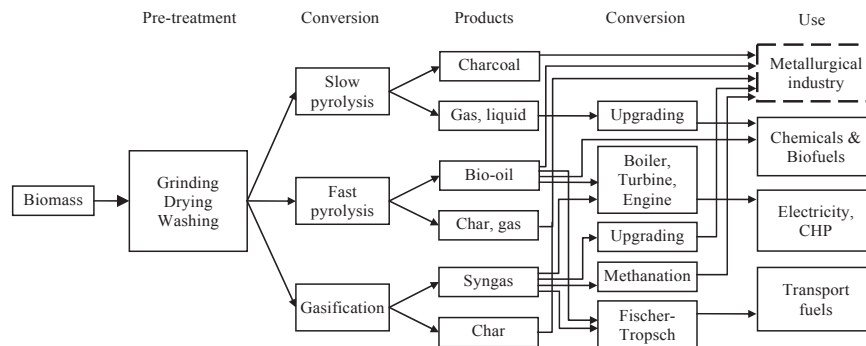 Pre-treatment
Conversion
Products
Conversion
Use
Biomass
Grinding
Drying
Washing
Slow
pyrolysis
Fast
pyrolysis
Gasification
Charcoal
Gas, liquid
Bio-oil
Char, gas
Syngas
Char
Upgrading
Boiler,
Turbine,
Engine
Upgrading
Methanation
Fischer-
Tropsch
Metallurgical
industry
Chemicals &
Biofuels
Electricity,
CHP
Transport
fuels